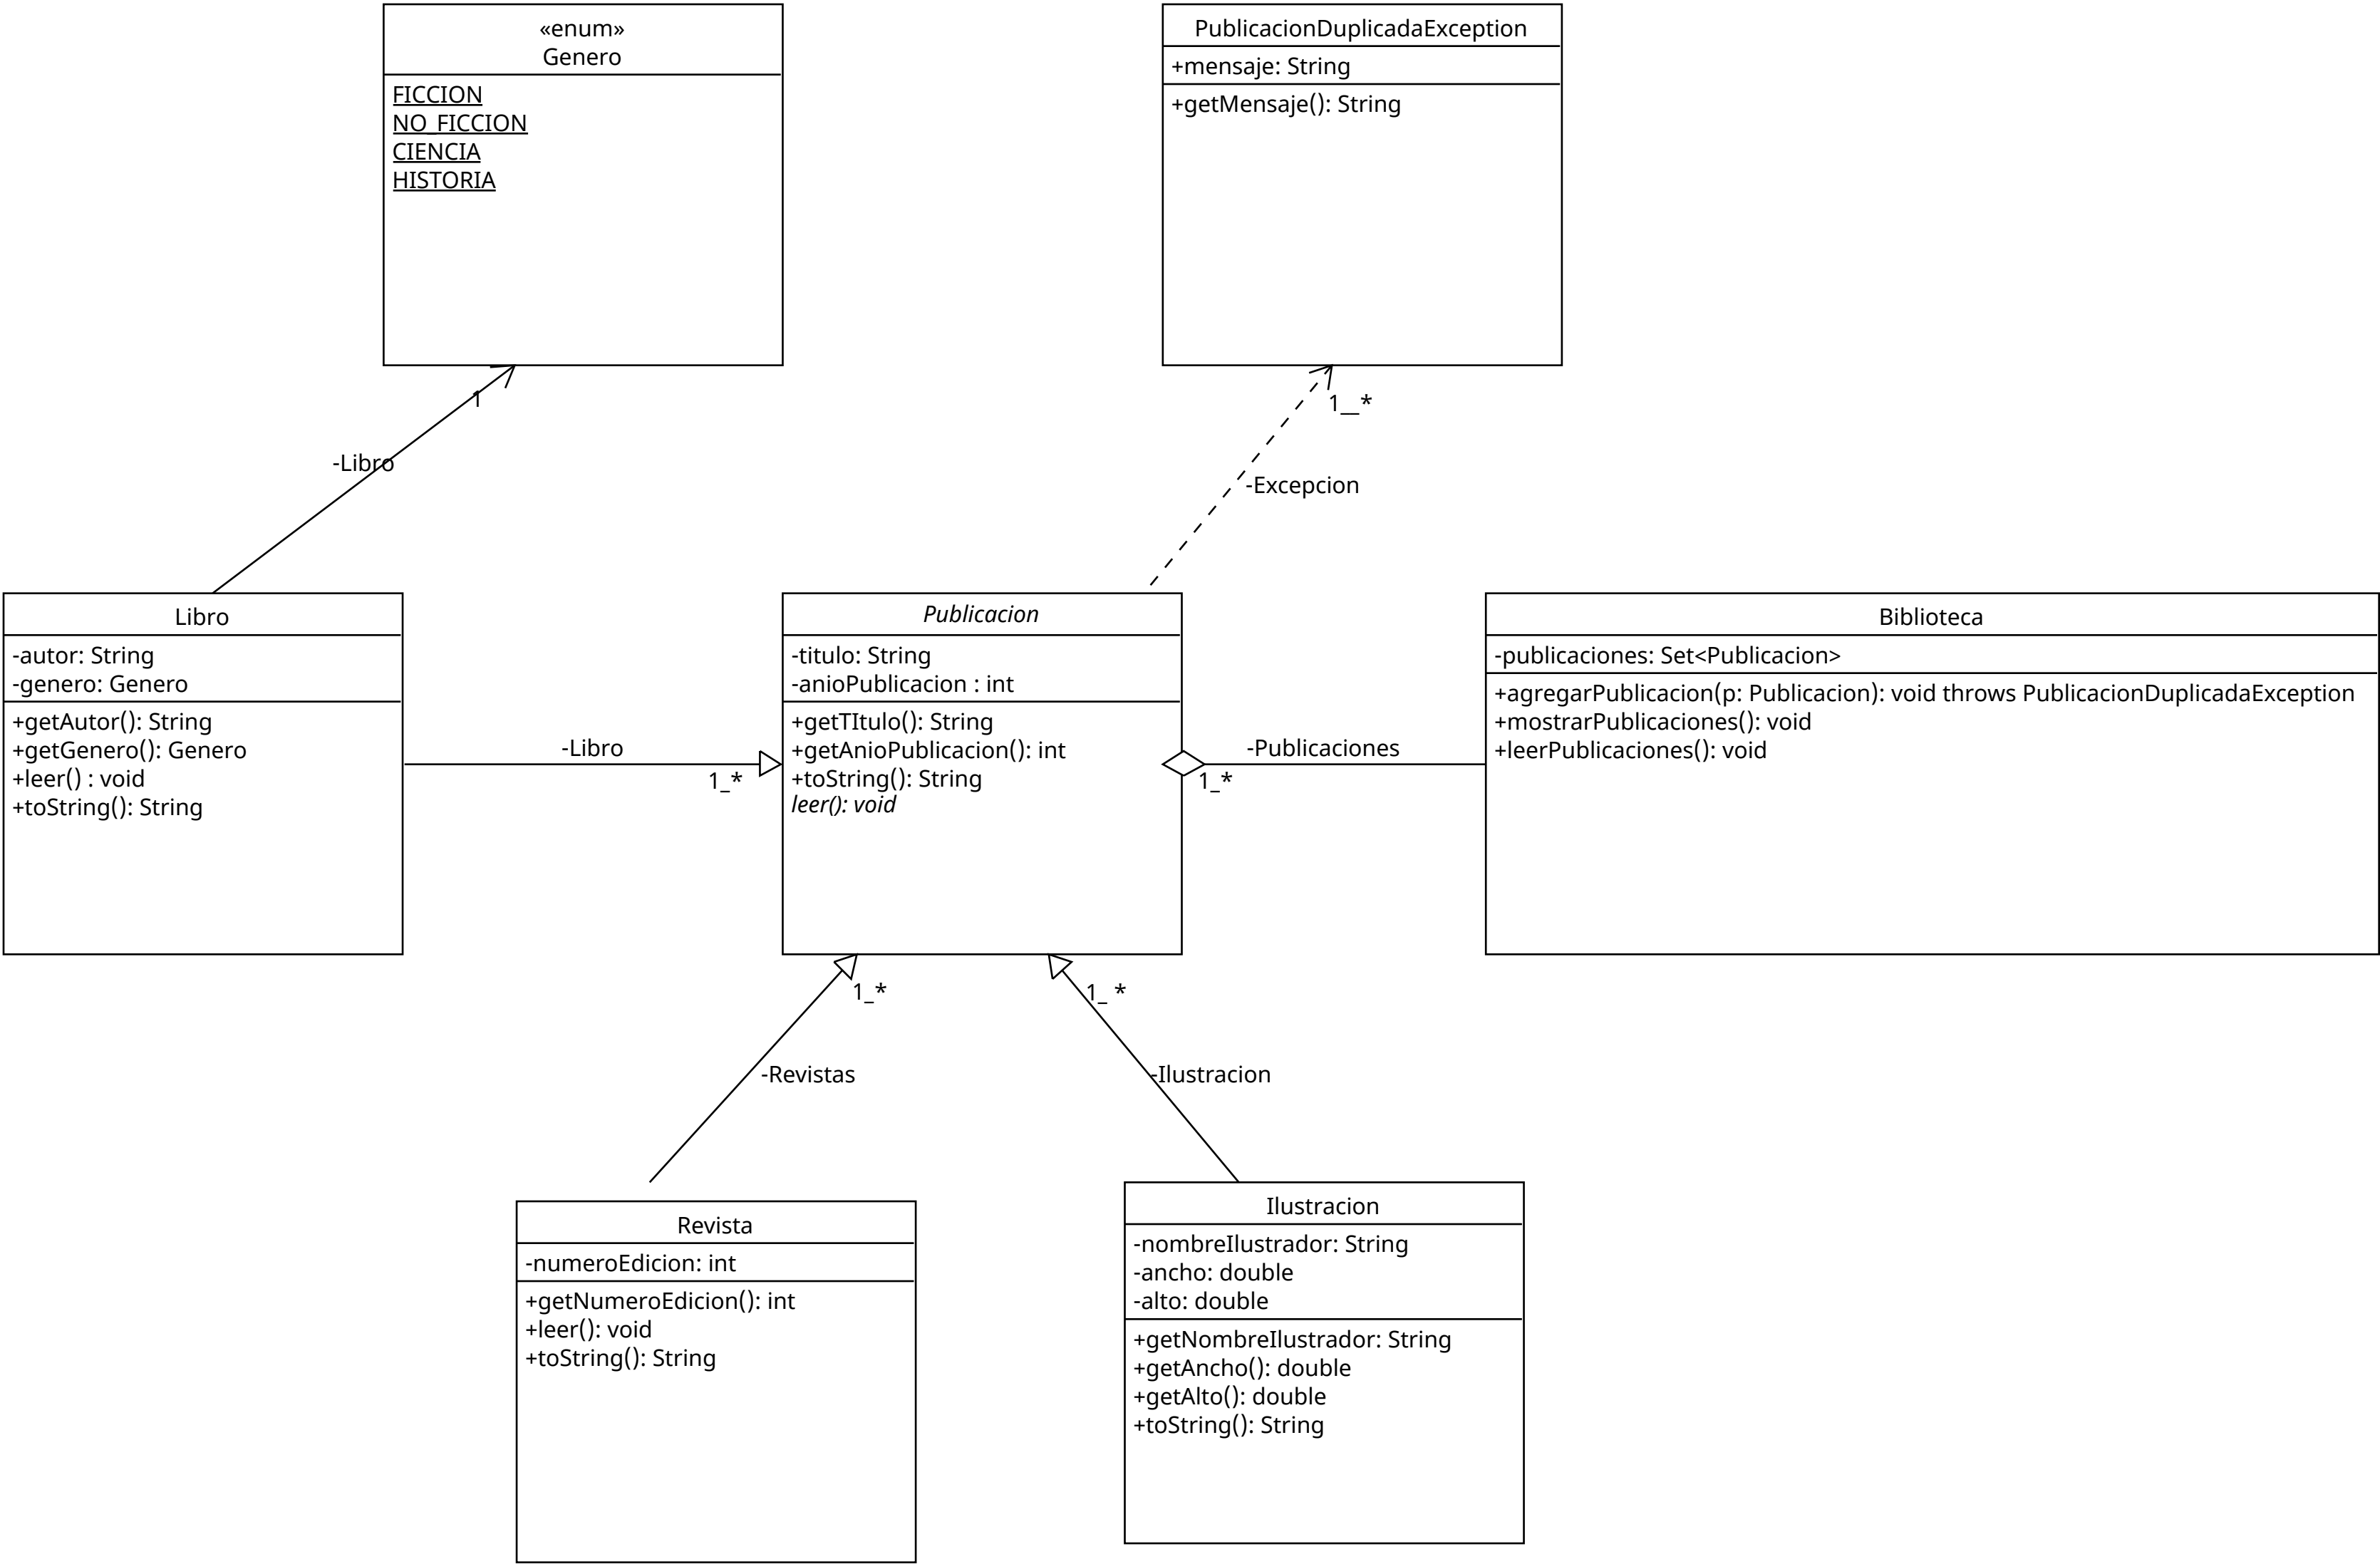 «enum»
Genero
FICCION
NO_FICCION
CIENCIA
HISTORIA
PublicacionDuplicadaException
+mensaje: String
+getMensaje(): String
1
-Libro
1__*
-Excepcion
Libro
-autor: String
-genero: Genero
+getAutor(): String
+getGenero(): Genero
+leer() : void
+toString(): String
-Libro
1_*
Publicacion
-titulo: String
-anioPublicacion : int
+getTItulo(): String
+getAnioPublicacion(): int
+toString(): String
leer(): void
-Publicaciones
1_*
Biblioteca
-publicaciones: Set<Publicacion>
+agregarPublicacion(p: Publicacion): void throws PublicacionDuplicadaException
+mostrarPublicaciones(): void
+leerPublicaciones(): void
1_*
-Revistas
1_ *
-Ilustracion
Revista
-numeroEdicion: int
+getNumeroEdicion(): int
+leer(): void
+toString(): String
Ilustracion
-nombreIlustrador: String
-ancho: double
-alto: double
+getNombreIlustrador: String
+getAncho(): double
+getAlto(): double
+toString(): String